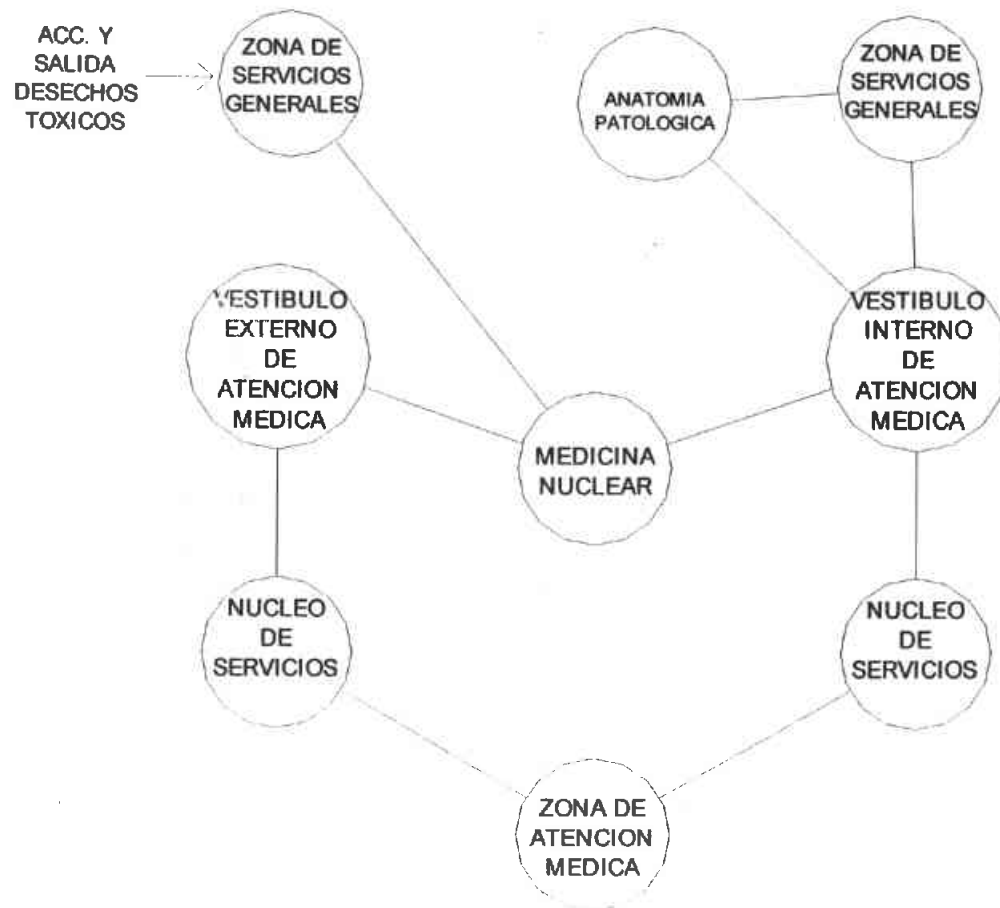 ACC. Y
SALIDA
DESECHOS
TOXICOS
ZONA DE
SERVICIOS
GENERALES
ANATOMIA
PATOLOGICA
ZONA DE
SERVICIOS
GENERALES
VESTIBULO
EXTERNO
DE
ATENCION
MEDICA
VESTIBULO
INTERNO
DE
ATENCION
MEDICA
MEDICINA
NUCLEAR
NUCLEO
DE
SERVICIOS
NUCLEO
DE
SERVICIOS
ZONA DE
ATENCION
MEDICA